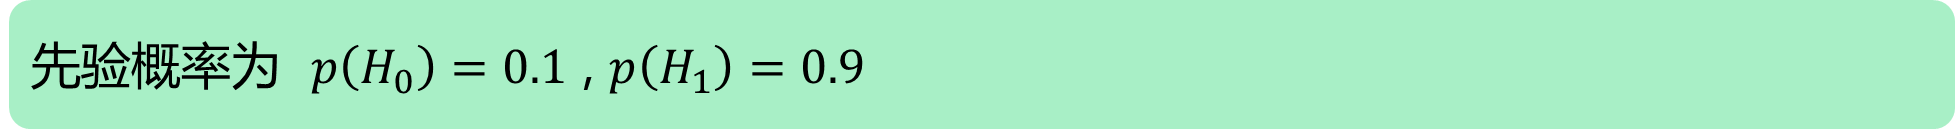 先验概率为 p(H₀) = 0.1 , p(H₁) = 0.9